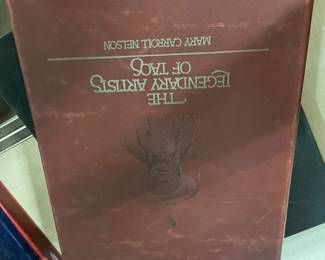 THE
LEGENDARY ARTISTS
OF TAOS
MARY CARROLL NELSON